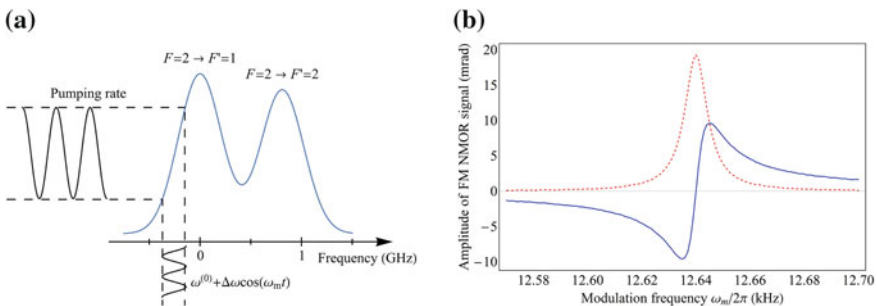 (a)
F=2 → F'=1
F=2 → F'=2
Pumping rate
0
1
Frequency (GHz)
ω⁽⁰⁾+Δωcos(ωₘt)
(b)
Amplitude of FM NMOR signal (mrad)
20
15
10
5
0
−5
−10
12.58
12.60
12.62
12.64
12.66
12.68
12.70
Modulation frequency ωₘ/2π (kHz)